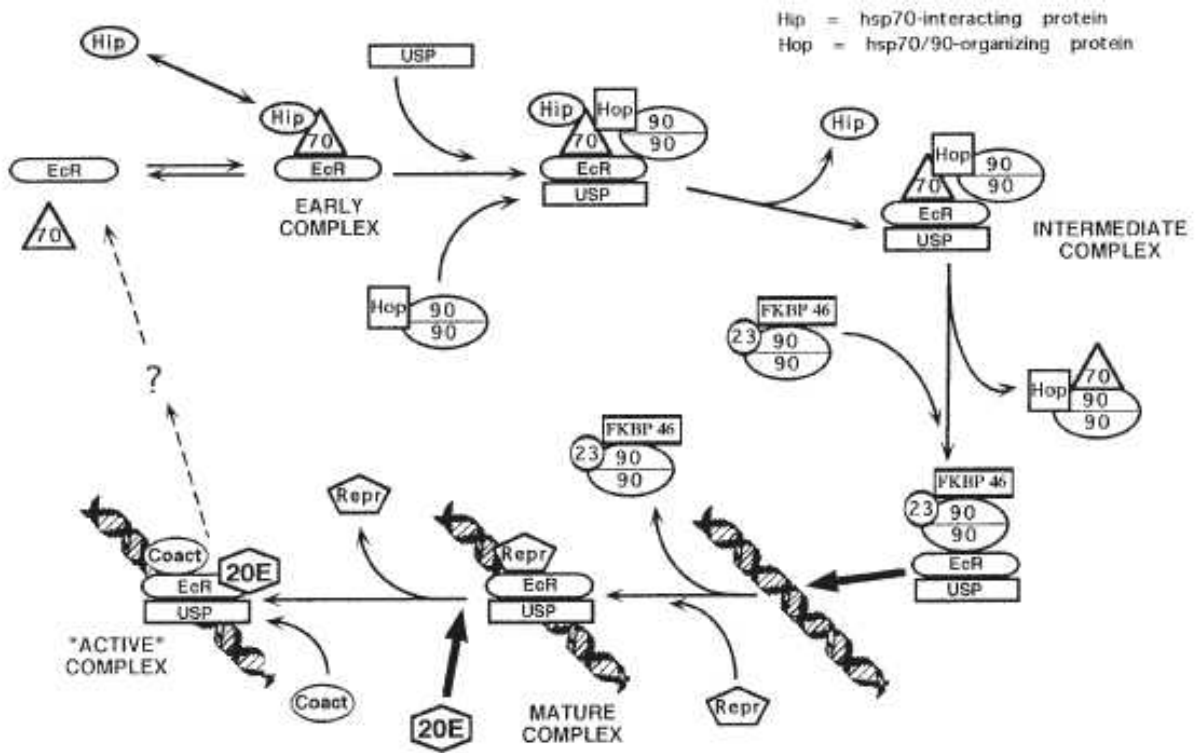 Hip = hsp70-interacting protein
Hop = hsp70/90-organizing protein
Hip
USP
Hip
70
EcR
EARLY
COMPLEX
EcR
70
Hip
Hop
90
90
70
EcR
USP
Hop
90
90
Hip
Hop
90
90
70
EcR
USP
INTERMEDIATE
COMPLEX
FKBP 46
23
90
90
70
Hop
90
90
FKBP 46
23
90
90
EcR
USP
FKBP 46
23
90
90
Repr
Repr
EcR
USP
MATURE
COMPLEX
Repr
20E
?
Coact
20E
EcR
USP
"ACTIVE"
COMPLEX
Coact